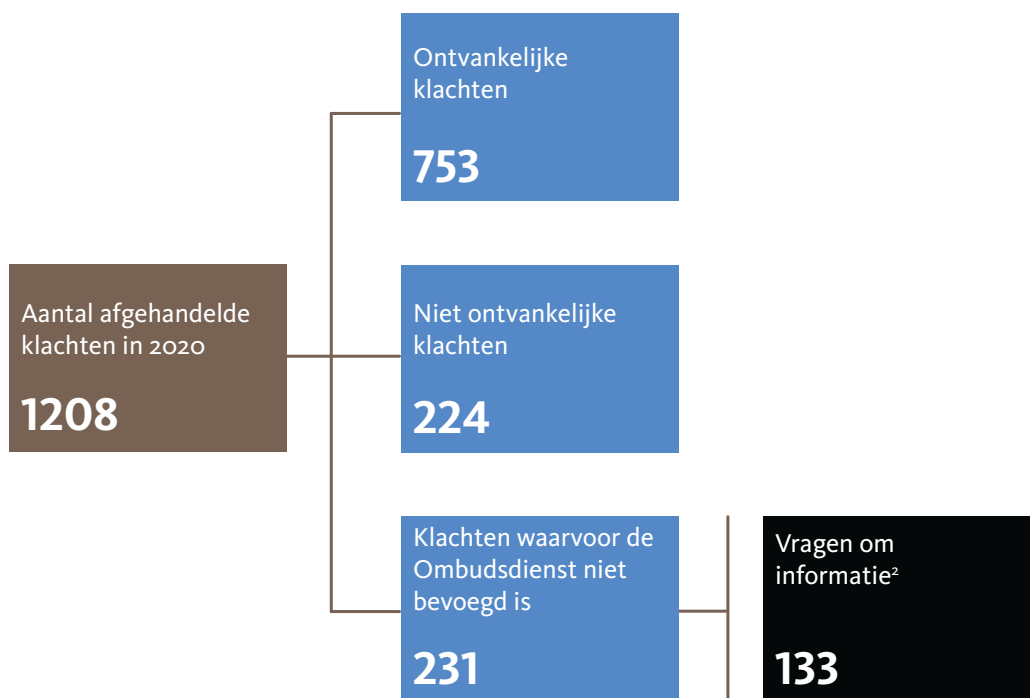 Ontvankelijke
klachten
753
Aantal afgehandelde
klachten in 2020
1208
Niet ontvankelijke
klachten
224
Klachten waarvoor de
Ombudsdienst niet
bevoegd is
231
Vragen om
informatie²
133